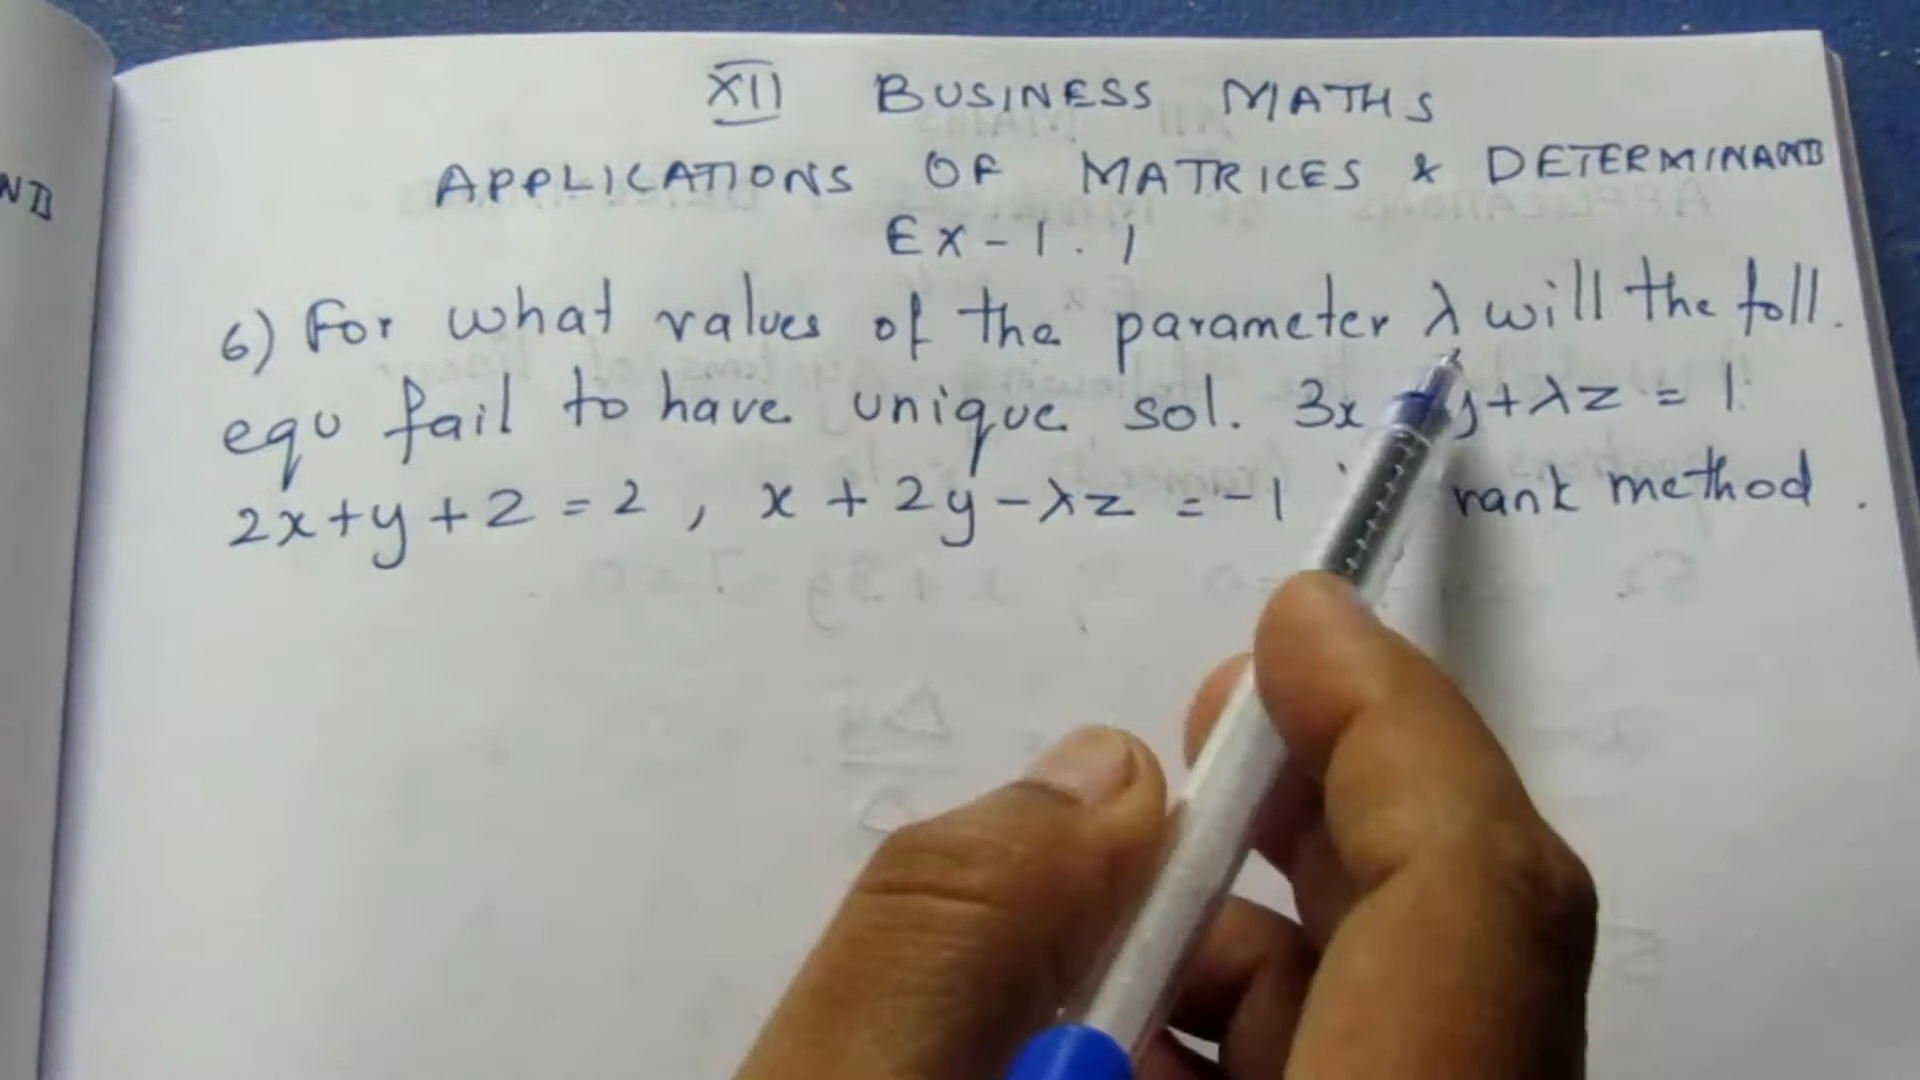 XII BUSINESS MATHS
APPLICATIONS OF MATRICES & DETERMINANTS
Ex-1.1
6) For what values of the parameter λ will the foll.
equ fail to have unique sol. 3x y+λz = 1
2x+y+z=2, x+2y-λz=-1 rank method.